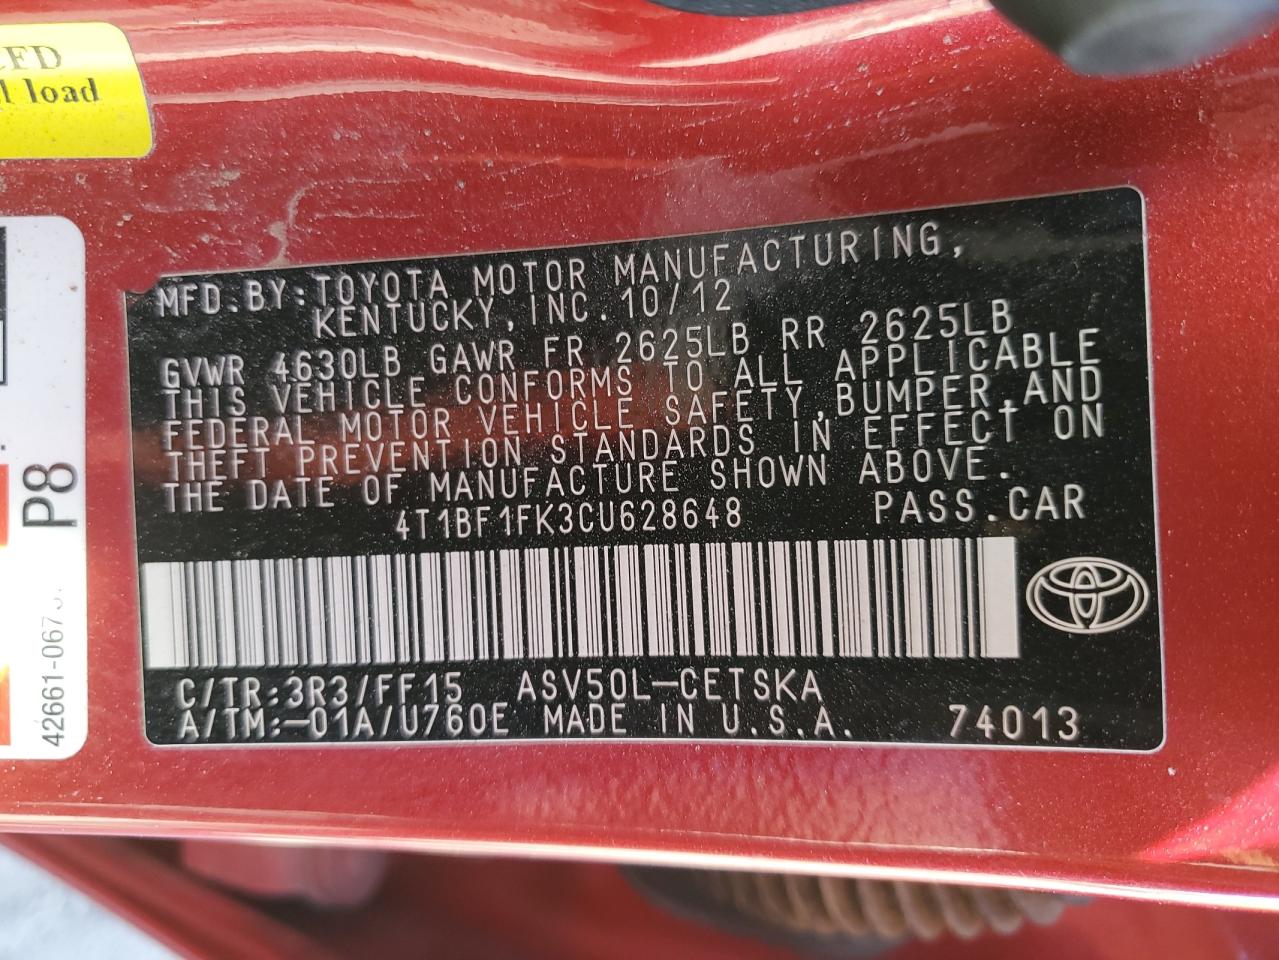 CFD
l load
P8
42661-067
MFD.BY:TOYOTA MOTOR MANUFACTURING,
KENTUCKY,INC.10/12
GVWR 4630LB GAWR FR 2625LB RR 2625LB
THIS VEHICLE CONFORMS TO ALL APPLICABLE
FEDERAL MOTOR VEHICLE SAFETY,BUMPER,AND
THEFT PREVENTION STANDARDS IN EFFECT ON
THE DATE OF MANUFACTURE SHOWN ABOVE.
4T1BF1FK3CU628648 PASS.CAR
C/TR:3R3/FF15 ASV50L-CETSKA
A/TM:-01A/U760E MADE IN U.S.A. 74013